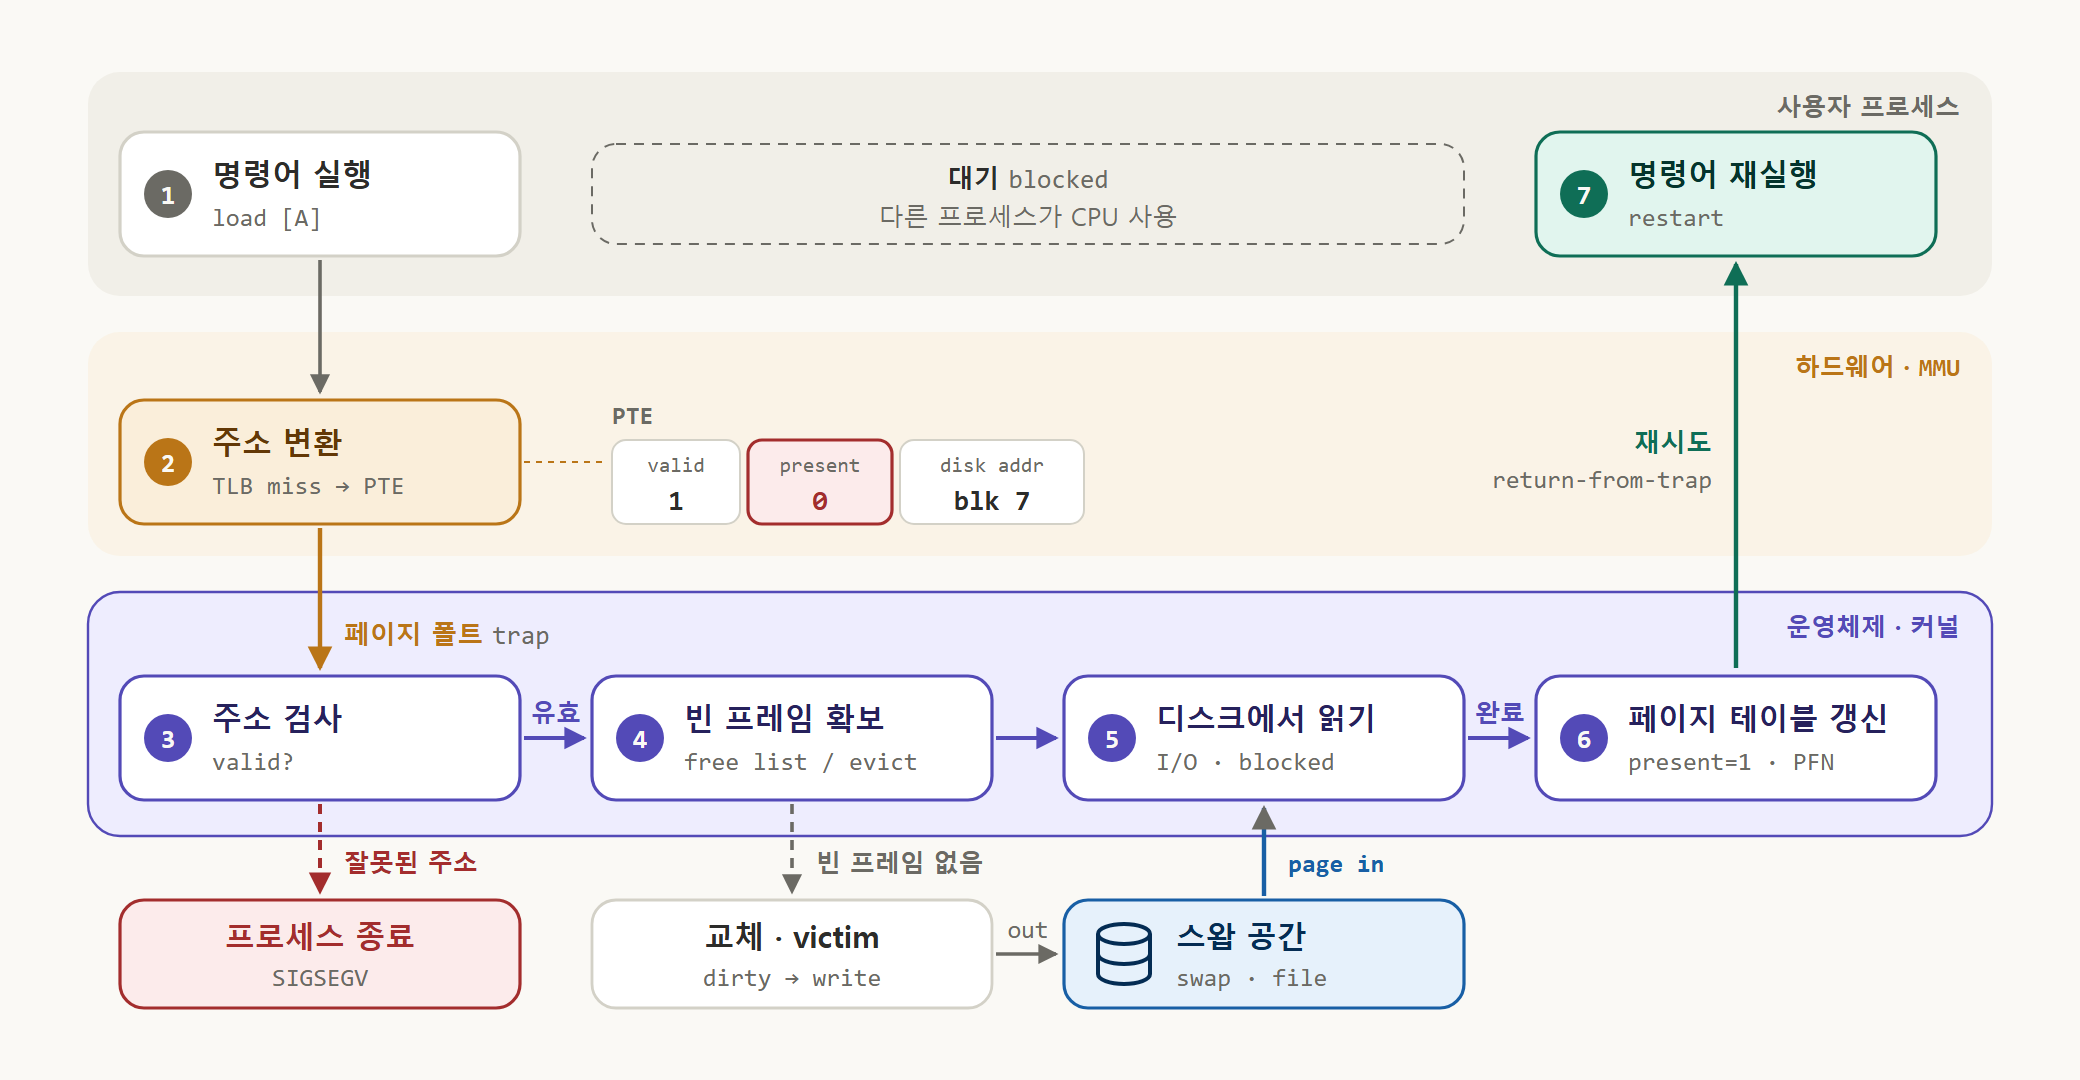 사용자 프로세스
1
명령어 실행
load [A]
대기 blocked
다른 프로세스가 CPU 사용
7
명령어 재실행
restart
하드웨어 · MMU
2
주소 변환
TLB miss → PTE
PTE
valid
1
present
0
disk addr
blk 7
재시도
return-from-trap
운영체제 · 커널
페이지 폴트 trap
3
주소 검사
valid?
유효
4
빈 프레임 확보
free list / evict
5
디스크에서 읽기
I/O · blocked
완료
6
페이지 테이블 갱신
present=1 · PFN
잘못된 주소
빈 프레임 없음
page in
프로세스 종료
SIGSEGV
교체 · victim
dirty → write
out
스왑 공간
swap · file